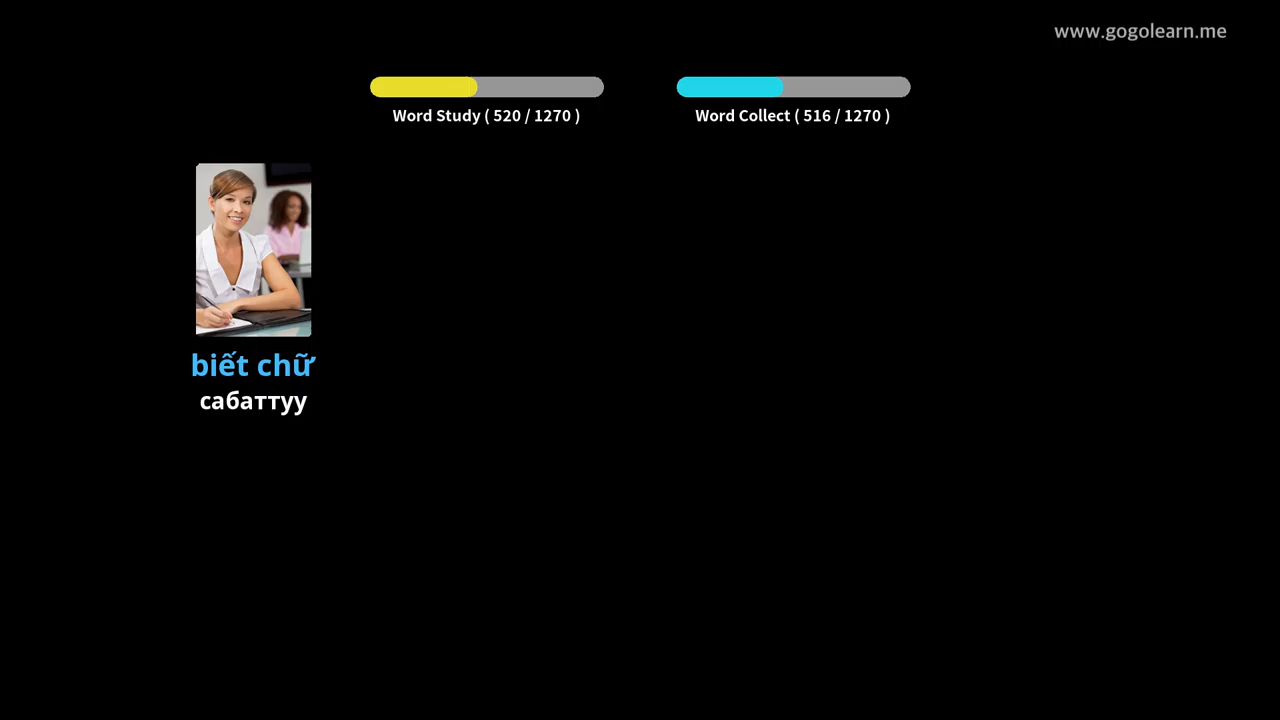 www.gogolearn.me
Word Study ( 520 / 1270 )
Word Collect ( 516 / 1270 )
biết chữ
сабаттуу